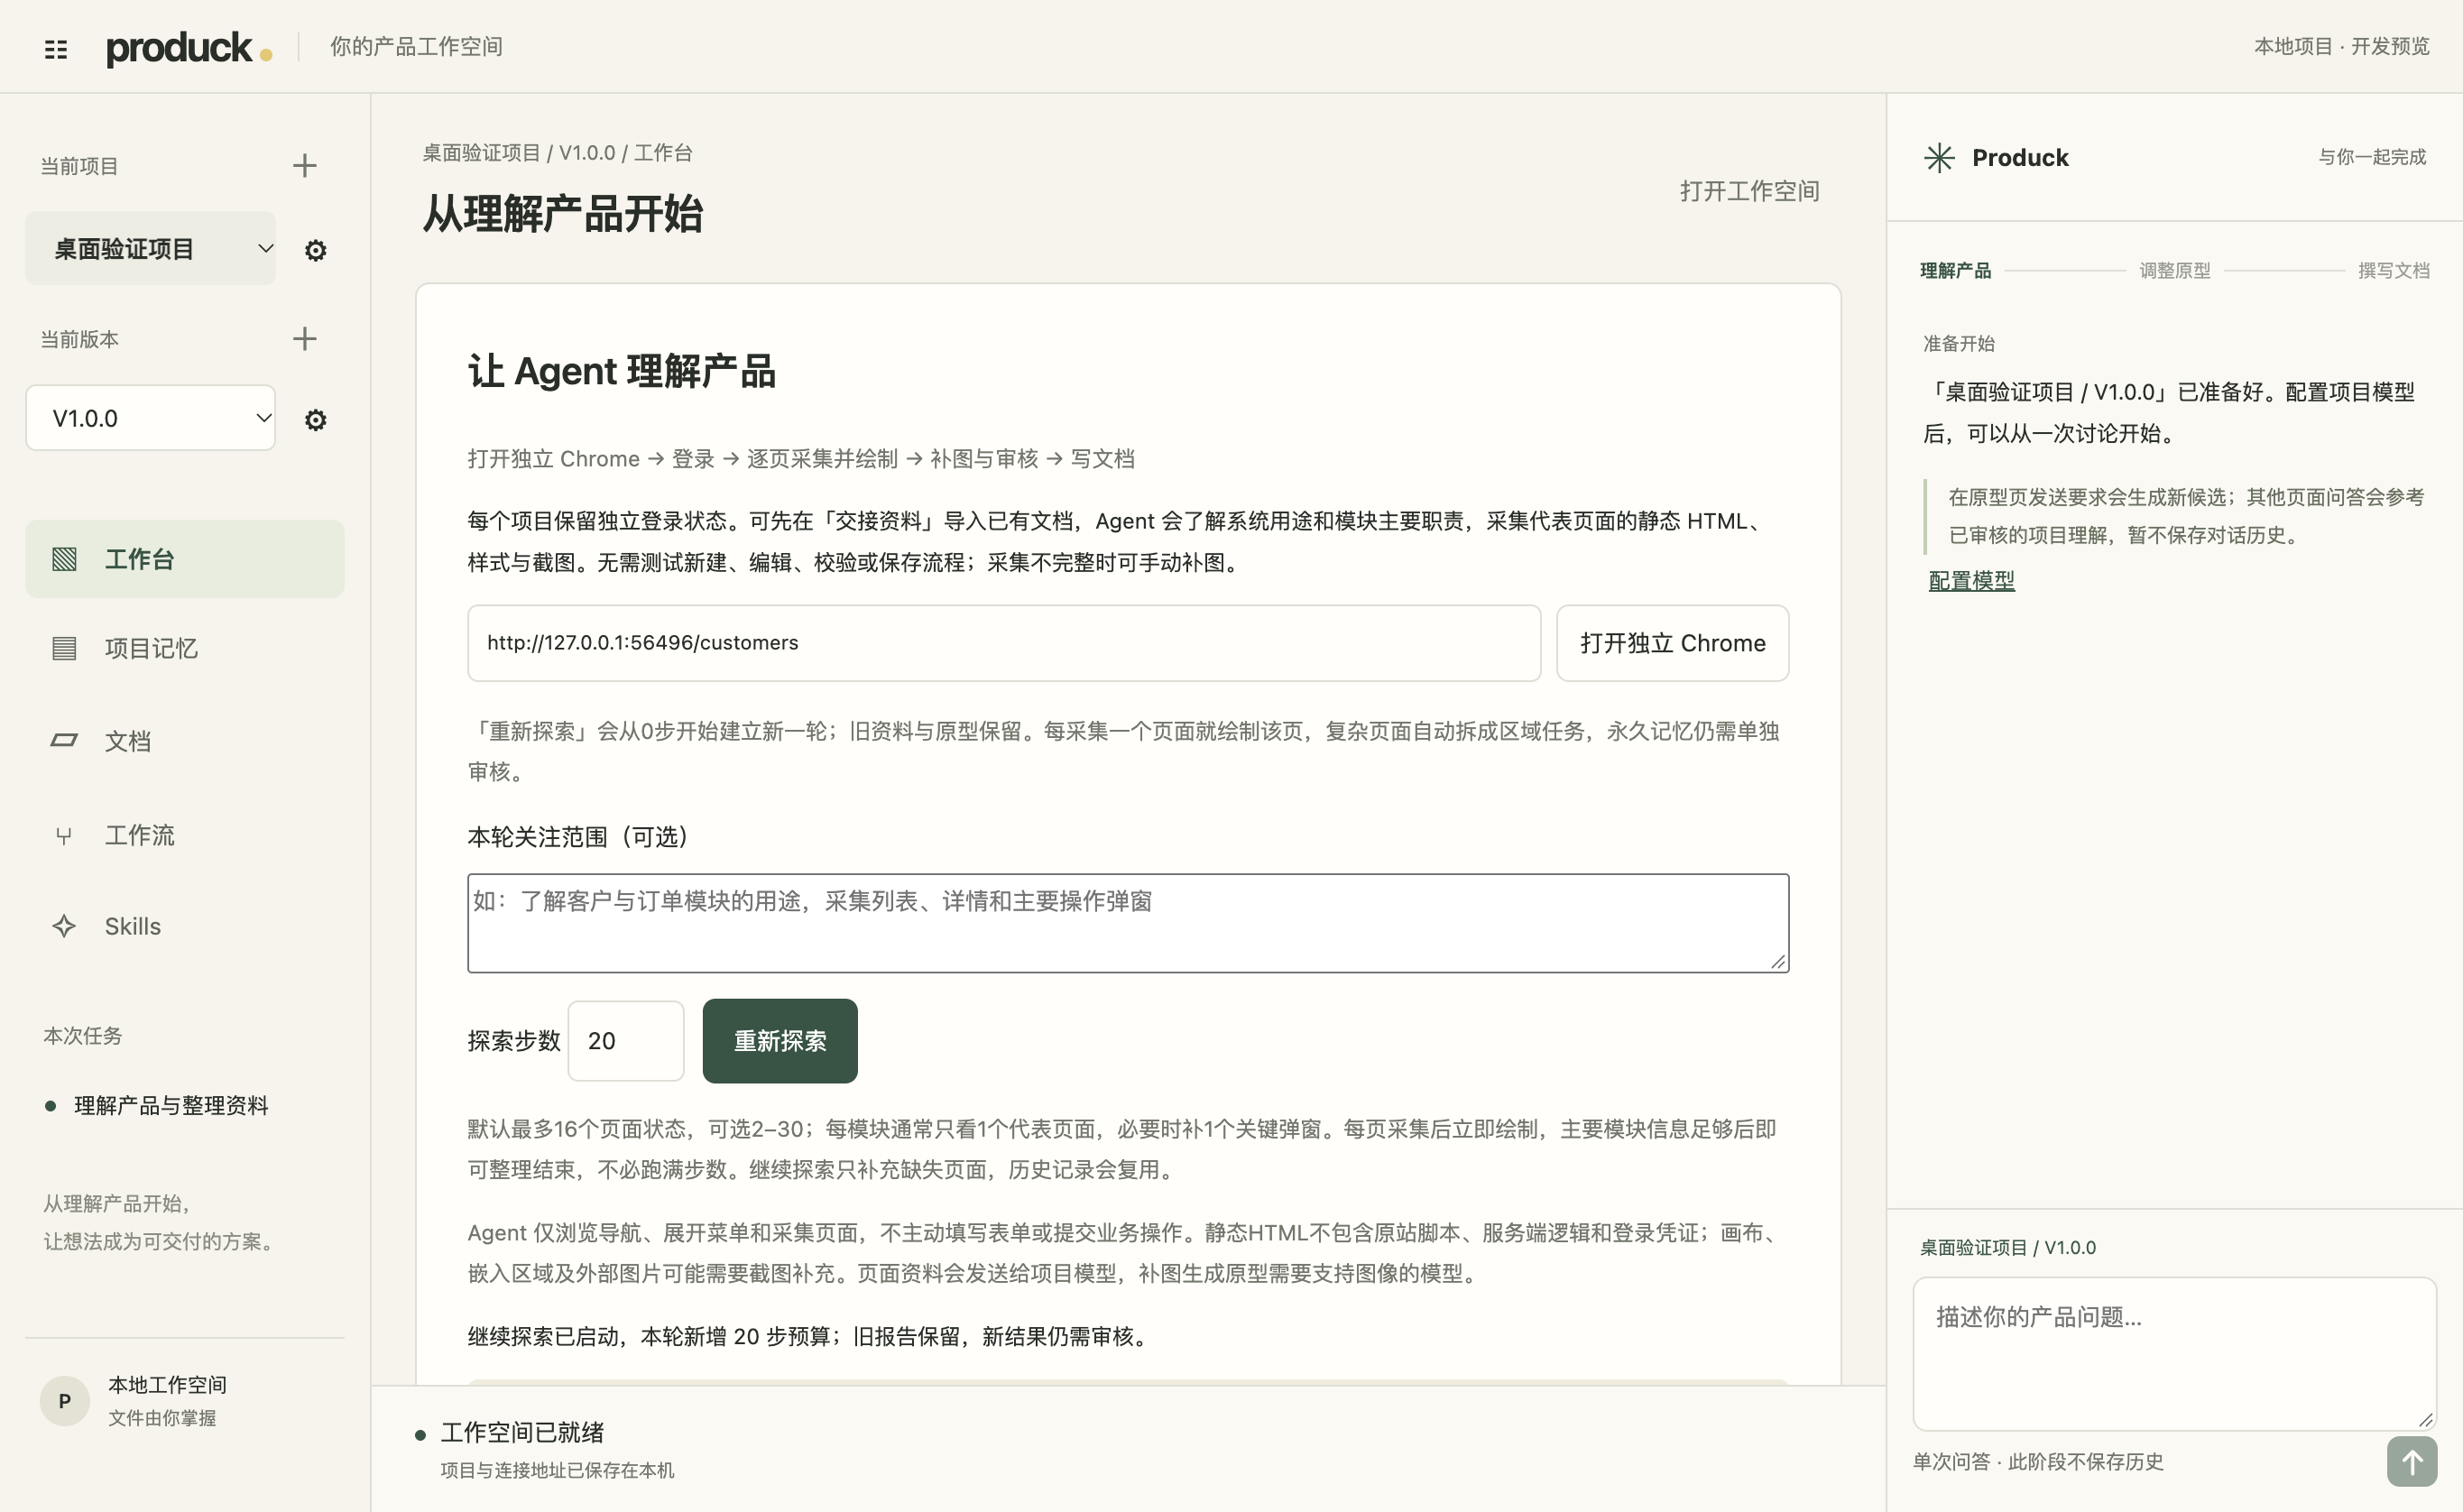 produck
你的产品工作空间
本地项目 · 开发预览
当前项目
桌面验证项目
当前版本
V1.0.0
工作台
项目记忆
文档
工作流
Skills
本次任务
理解产品与整理资料
从理解产品开始，
让想法成为可交付的方案。
P
本地工作空间
文件由你掌握
桌面验证项目 / V1.0.0 / 工作台
从理解产品开始
打开工作空间
让 Agent 理解产品
打开独立 Chrome → 登录 → 逐页采集并绘制 → 补图与审核 → 写文档
每个项目保留独立登录状态。可先在「交接资料」导入已有文档，Agent 会了解系统用途和模块主要职责，采集代表页面的静态 HTML、
样式与截图。无需测试新建、编辑、校验或保存流程；采集不完整时可手动补图。
http://127.0.0.1:56496/customers
打开独立 Chrome
「重新探索」会从0步开始建立新一轮；旧资料与原型保留。每采集一个页面就绘制该页，复杂页面自动拆成区域任务，永久记忆仍需单独
审核。
本轮关注范围（可选）
如：了解客户与订单模块的用途，采集列表、详情和主要操作弹窗
探索步数
20
重新探索
默认最多16个页面状态，可选2–30；每模块通常只看1个代表页面，必要时补1个关键弹窗。每页采集后立即绘制，主要模块信息足够后即
可整理结束，不必跑满步数。继续探索只补充缺失页面，历史记录会复用。
Agent 仅浏览导航、展开菜单和采集页面，不主动填写表单或提交业务操作。静态HTML不包含原站脚本、服务端逻辑和登录凭证；画布、
嵌入区域及外部图片可能需要截图补充。页面资料会发送给项目模型，补图生成原型需要支持图像的模型。
继续探索已启动，本轮新增 20 步预算；旧报告保留，新结果仍需审核。
工作空间已就绪
项目与连接地址已保存在本机
Produck
与你一起完成
理解产品
调整原型
撰写文档
准备开始
「桌面验证项目 / V1.0.0」已准备好。配置项目模型
后，可以从一次讨论开始。
在原型页发送要求会生成新候选；其他页面问答会参考
已审核的项目理解，暂不保存对话历史。
配置模型
桌面验证项目 / V1.0.0
描述你的产品问题...
单次问答 · 此阶段不保存历史